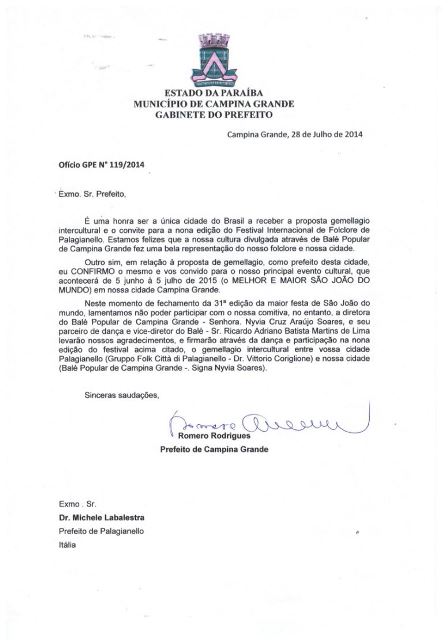 ESTADO DA PARAÍBA
MUNICÍPIO DE CAMPINA GRANDE
GABINETE DO PREFEITO
Campina Grande, 28 de Julho de 2014
Ofício GPE N° 119/2014
Exmo. Sr. Prefeito,
É uma honra ser a única cidade do Brasil a receber a proposta gemellagio
intercultural e o convite para a nona edição do Festival Internacional de Folclore de
Palagianello. Estamos felizes que a nossa cultura divulgada através de Balé Popular
de Campina Grande fez uma bela representação do nosso folclore e nossa cidade.
Outro sim, em relação à proposta de gemellagio, como prefeito desta cidade,
eu CONFIRMO o mesmo e vos convido para o nosso principal evento cultural, que
acontecerá de 5 junho à 5 julho de 2015 (o MELHOR E MAIOR SÃO JOÃO DO
MUNDO) em nossa cidade Campina Grande.
Neste momento de fechamento da 31ª edição da maior festa de São João do
mundo, lamentamos não poder participar com o nossa comitiva, no entanto, a diretora
do Balé Popular de Campina Grande - Senhora. Nyvia Cruz Araújo Soares, e seu
parceiro de dança e vice-diretor do Balé - Sr. Ricardo Adriano Batista Martins de Lima
levarão nossos agradecimentos, e firmarão através da dança e participação na nona
edição do festival acima citado, o gemellagio intercultural entre vossa cidade
Palagianello (Gruppo Folk Città di Palagianello - Dr. Vittorio Coriglione) e nossa cidade
(Balé Popular de Campina Grande -. Signa Nyvia Soares).
Sinceras saudações,
Romero Rodrigues
Prefeito de Campina Grande
Exmo . Sr.
Dr. Michele Labalestra
Prefeito de Palagianello
Itália